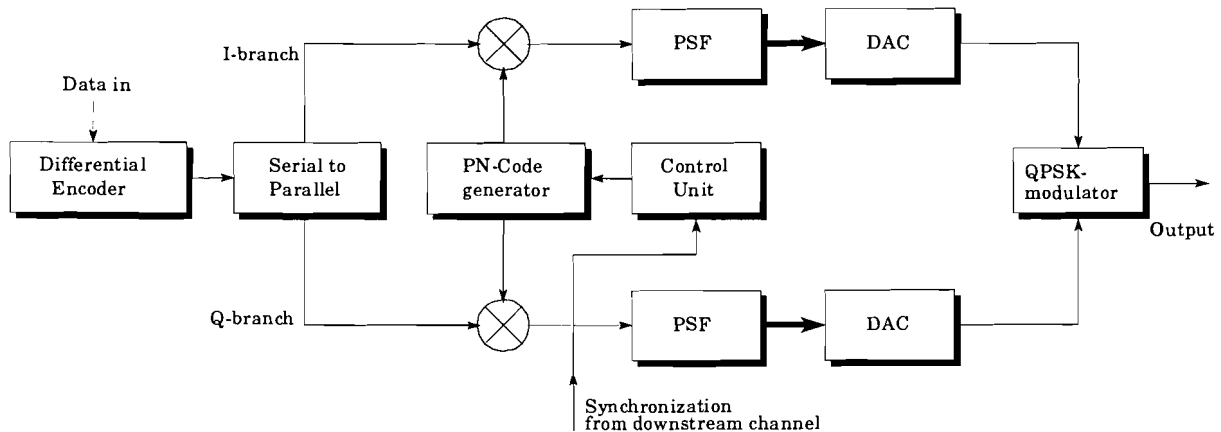 I-branch
PSF
DAC
Data in
Differential
Encoder
Serial to
Parallel
PN-Code
generator
Control
Unit
QPSK-
modulator
Output
Q-branch
PSF
DAC
Synchronization
from downstream channel